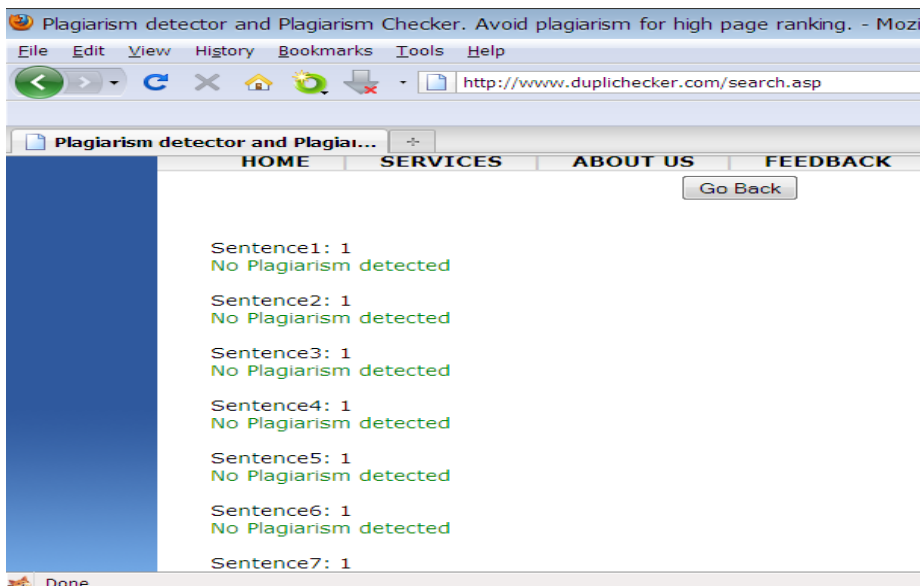 Plagiarism detector and Plagiarism Checker. Avoid plagiarism for high page ranking. - Mozi
File Edit View History Bookmarks Tools Help
http://www.duplichecker.com/search.asp
Plagiarism detector and Plagiar...
HOME SERVICES ABOUT US FEEDBACK
Go Back
Sentence1: 1
No Plagiarism detected
Sentence2: 1
No Plagiarism detected
Sentence3: 1
No Plagiarism detected
Sentence4: 1
No Plagiarism detected
Sentence5: 1
No Plagiarism detected
Sentence6: 1
No Plagiarism detected
Sentence7: 1
Done